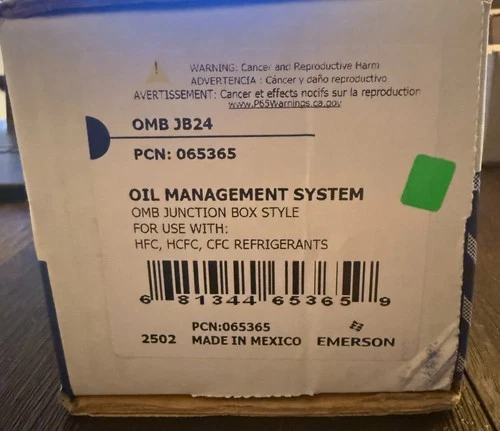 WARNING: Cancer and Reproductive Harm
ADVERTENCIA : Cáncer y daño reproductivo
AVERTISSEMENT: Cancer et effects nocifs sur la reproduction
www.P65Warnings.ca.gov
OMB JB24
PCN: 065365
OIL MANAGEMENT SYSTEM
OMB JUNCTION BOX STYLE
FOR USE WITH:
HFC, HCFC, CFC REFRIGERANTS
6 81344 65365 9
PCN:065365
2502 MADE IN MEXICO EMERSON